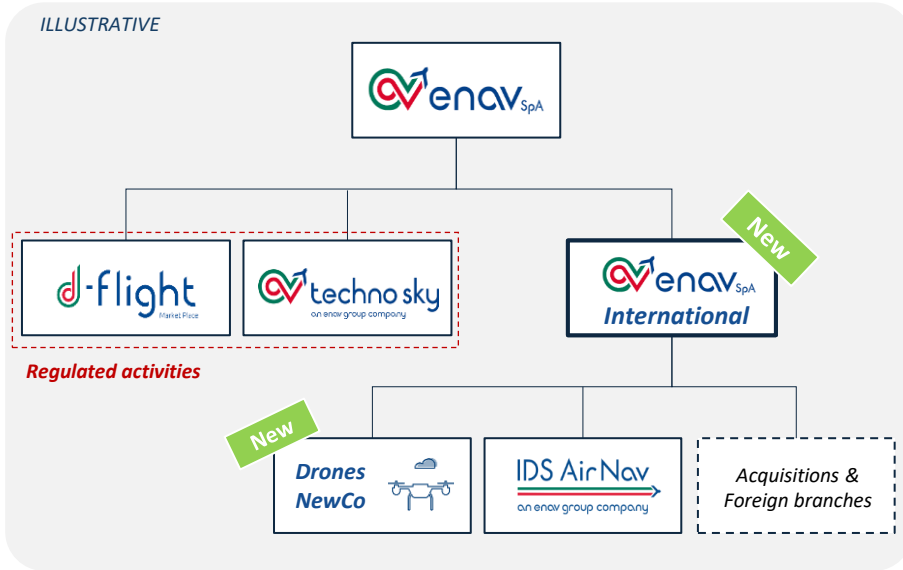 ILLUSTRATIVE
enav SpA
New
d-flight
Market Place
techno sky
an enav group company
enav SpA
International
Regulated activities
New
Drones
NewCo
IDS AirNav
an enav group company
Acquisitions &
Foreign branches